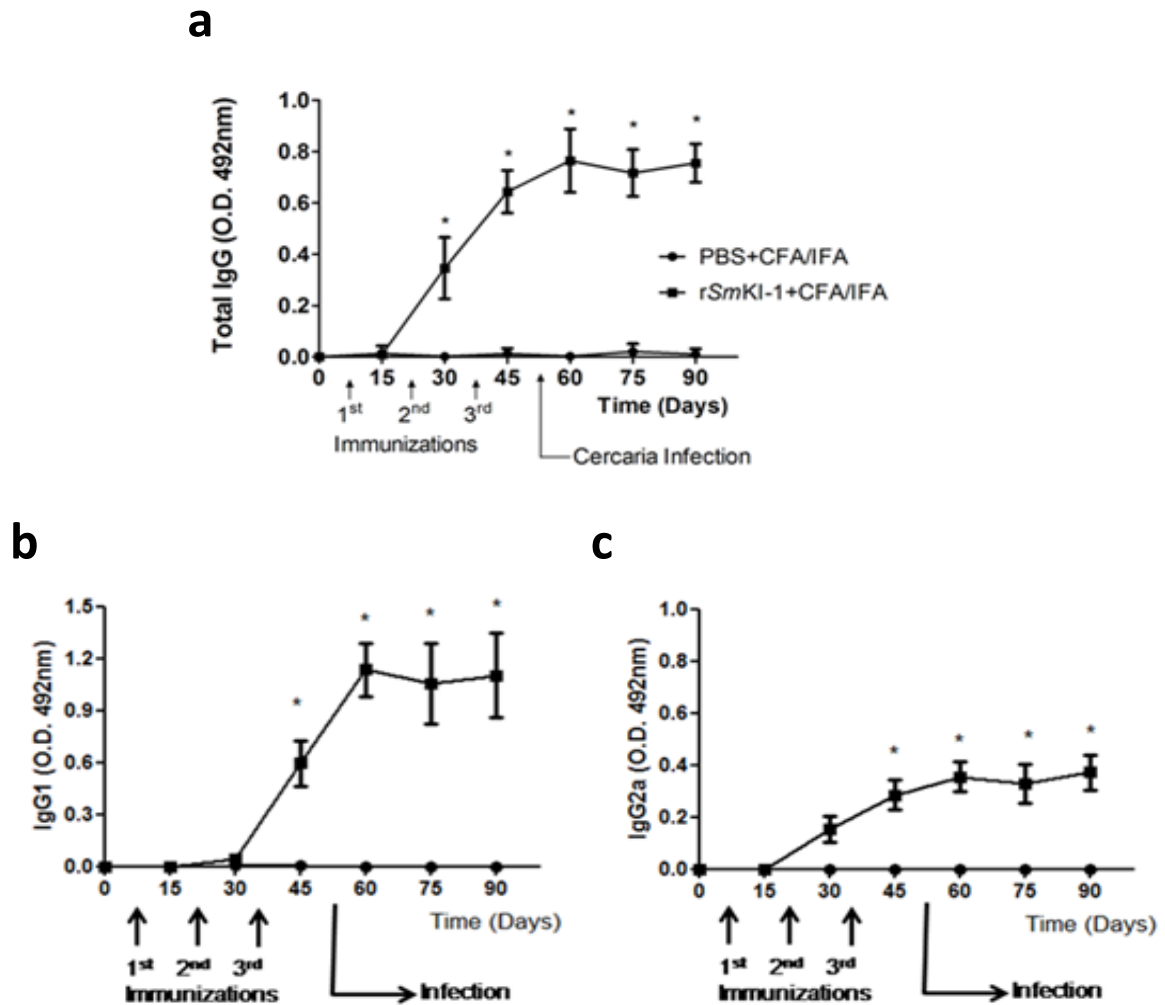 a
Total IgG (O.D. 492nm)
1.0
0.8
0.6
0.4
0.2
0.0
* * * * *
PBS+CFA/IFA
rSmKI-1+CFA/IFA
0 15 30 45 60 75 90
1st 2nd 3rd Time (Days)
Immunizations
Cercaria Infection
b
IgG1 (O.D. 492nm)
1.5
1.2
0.9
0.6
0.3
0.0
* * * *
0 15 30 45 60 75 90
Time (Days)
1st 2nd 3rd
Immunizations
Infection
c
IgG2a (O.D. 492nm)
1.0
0.8
0.6
0.4
0.2
0.0
* * * *
0 15 30 45 60 75 90
Time (Days)
1st 2nd 3rd
Immunizations
Infection